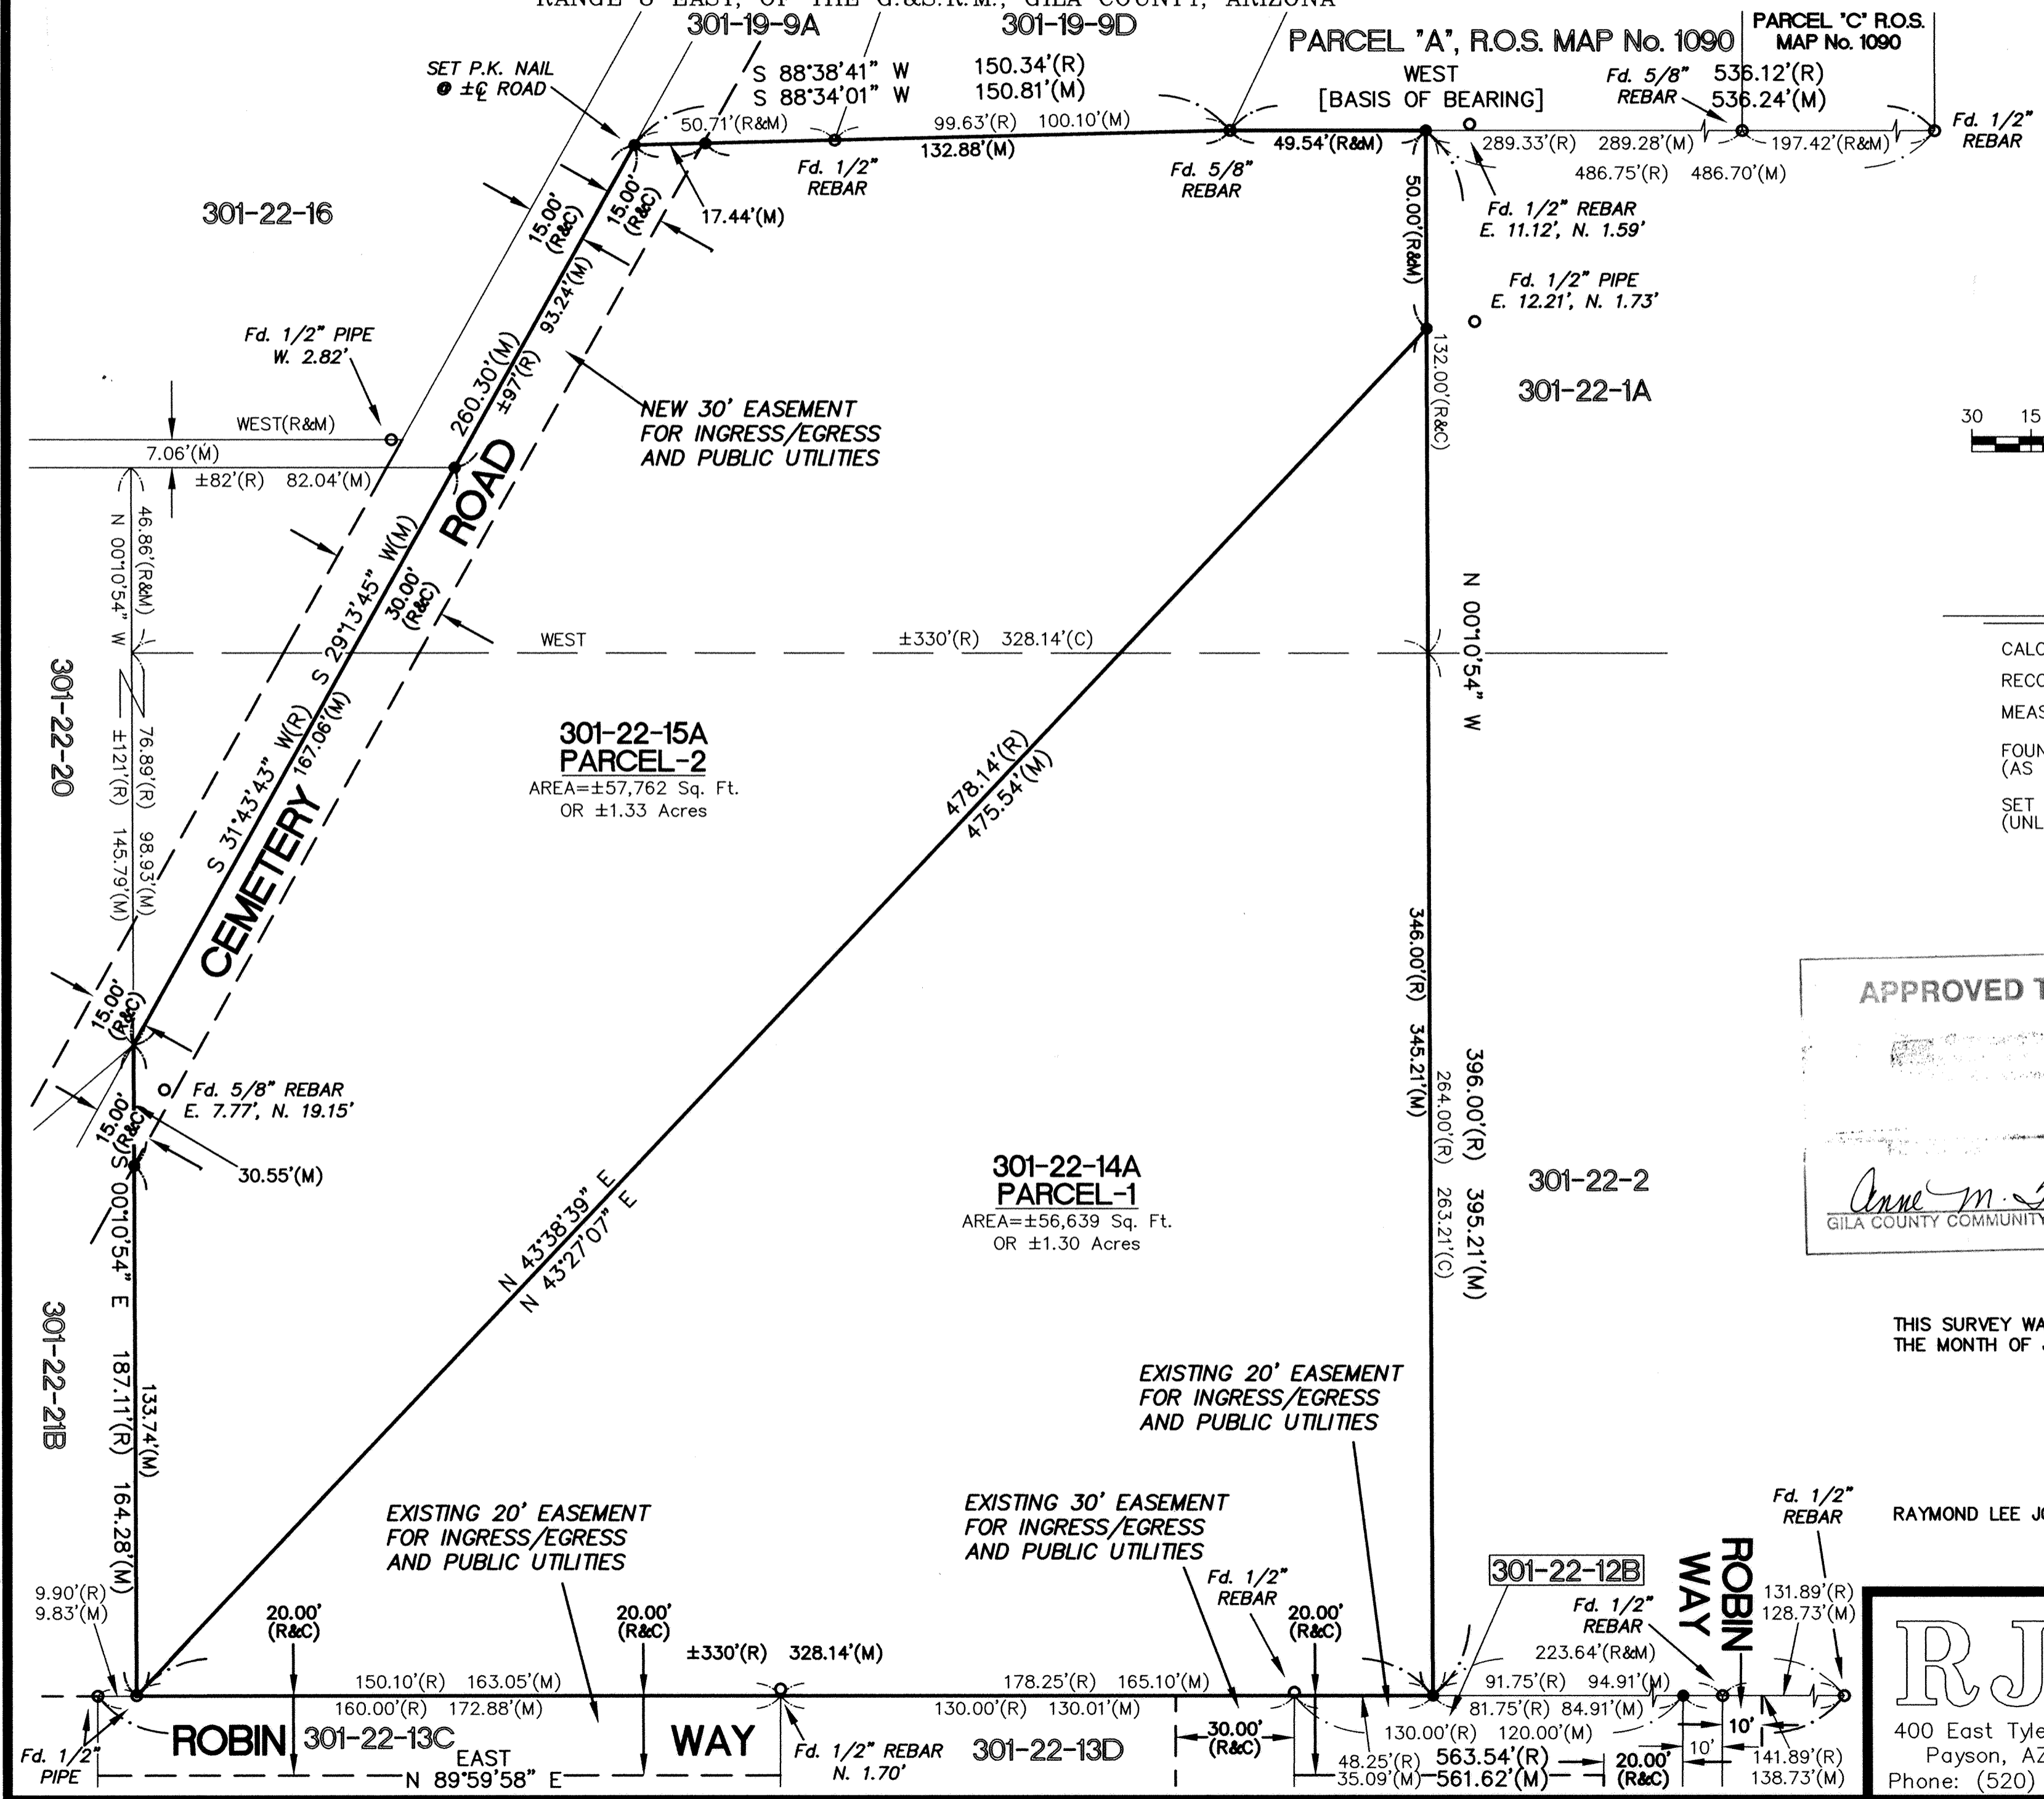 RANGE 8 EAST, OF THE G.&S.R.M., GILA COUNTY, ARIZONA
301-19-9A
301-19-9D
PARCEL "A", R.O.S. MAP No. 1090
PARCEL "C" R.O.S.
MAP No. 1090
SET P.K. NAIL
@ ±℄ ROAD
S 88°38'41" W 150.34'(R)
S 88°34'01" W 150.81'(M)
WEST
[BASIS OF BEARING]
Fd. 5/8"
REBAR
536.12'(R)
536.24'(M)
Fd. 1/2"
REBAR
50.71'(R&M)
99.63'(R) 100.10'(M)
132.88'(M)
49.54'(R&M)
289.33'(R) 289.28'(M)
197.42'(R&M)
486.75'(R) 486.70'(M)
Fd. 1/2"
REBAR
Fd. 5/8"
REBAR
17.44'(M)
15.00'
(R&C)
15.00'
(R&C)
301-22-16
50.00'(R&M)
Fd. 1/2" REBAR
E. 11.12', N. 1.59'
Fd. 1/2" PIPE
E. 12.21', N. 1.73'
Fd. 1/2" PIPE
W. 2.82'
260.30'(M)
93.24'(M)
±97'(R)
132.00'(R&C)
301-22-1A
30 15
NEW 30' EASEMENT
FOR INGRESS/EGRESS
AND PUBLIC UTILITIES
WEST(R&M)
7.06'(M)
±82'(R) 82.04'(M)
CEMETERY ROAD
46.86'(R&M)
N 00°10'54" W
S 29°13'45" W(M)
30.00'
(R&C)
WEST
±330'(R) 328.14'(C)
N 00°10'54" W
301-22-20
76.89'(R) 98.93'(M)
±121'(R) 145.79'(M)
S 31°43'43" W(R)
167.06'(M)
301-22-15A
PARCEL-2
AREA=±57,762 Sq. Ft.
OR ±1.33 Acres
478.14'(R)
475.54'(M)
CALC
RECO
MEAS
FOUN
(AS
SET
(UNL
346.00'(R) 345.21'(M)
396.00'(R) 395.21'(M)
264.00'(R) 263.21'(C)
APPROVED T
15.00'
(R&C)
Fd. 5/8" REBAR
E. 7.77', N. 19.15'
15.00'
(R&C)
30.55'(M)
301-22-14A
PARCEL-1
AREA=±56,639 Sq. Ft.
OR ±1.30 Acres
301-22-2
Anne M.
GILA COUNTY COMMUNITY
S 00°10'54" E 187.11'(R) 164.28'(M)
133.74'(M)
N 43°38'39" E
N 43°27'07" E
301-22-21B
THIS SURVEY WA
THE MONTH OF
EXISTING 20' EASEMENT
FOR INGRESS/EGRESS
AND PUBLIC UTILITIES
EXISTING 20' EASEMENT
FOR INGRESS/EGRESS
AND PUBLIC UTILITIES
EXISTING 30' EASEMENT
FOR INGRESS/EGRESS
AND PUBLIC UTILITIES
Fd. 1/2"
REBAR
RAYMOND LEE JO
Fd. 1/2"
REBAR
301-22-12B
ROBIN
WAY
9.90'(R)
9.83'(M)
20.00'
(R&C)
20.00'
(R&C)
20.00'
(R&C)
Fd. 1/2"
REBAR
131.89'(R)
128.73'(M)
±330'(R) 328.14'(M)
223.64'(R&M)
150.10'(R) 163.05'(M)
178.25'(R) 165.10'(M)
91.75'(R) 94.91'(M)
160.00'(R) 172.88'(M)
130.00'(R) 130.01'(M)
81.75'(R) 84.91'(M)
130.00'(R) 120.00'(M)
RJ
Fd. 1/2"
PIPE
ROBIN
301-22-13C
WAY
Fd. 1/2" REBAR
N. 1.70'
301-22-13D
30.00'
(R&C)
EAST
N 89°59'58" E
48.25'(R)
35.09'(M)
563.54'(R)
561.62'(M)
20.00'
(R&C)
10'
10'
141.89'(R)
138.73'(M)
400 East Tyle
Payson, AZ
Phone: (520)